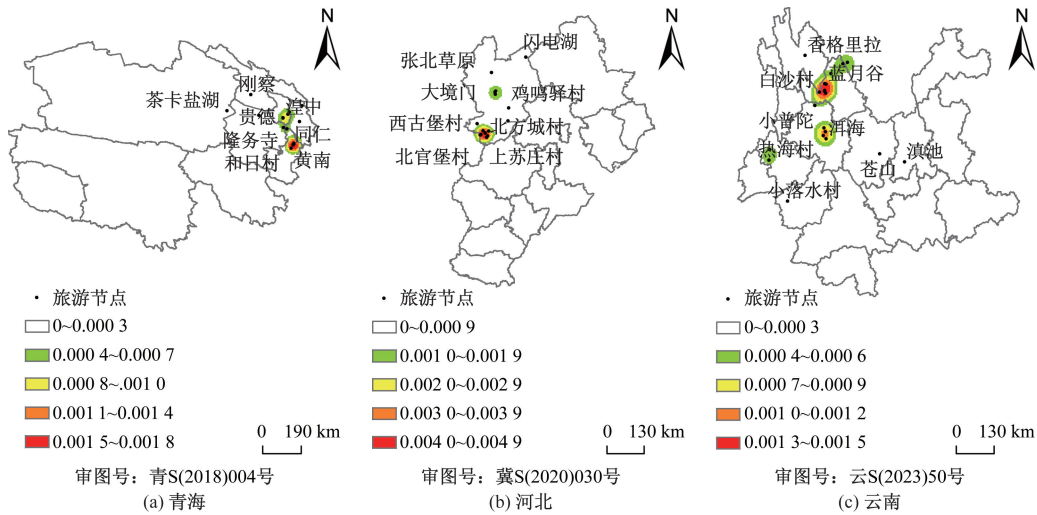 N
刚察
茶卡盐湖
湟中
贵德
同仁
隆务寺
和日村
黄南
旅游节点
0~0.000 3
0.000 4~0.000 7
0.000 8~.001 0
0.001 1~0.001 4
0.001 5~0.001 8
0 190 km
审图号：青S(2018)004号
(a) 青海
N
闪电湖
张北草原
大境门
鸡鸣驿村
西古堡村
北方城村
北官堡村
上苏庄村
旅游节点
0~0.000 9
0.001 0~0.001 9
0.002 0~0.002 9
0.003 0~0.003 9
0.004 0~0.004 9
0 130 km
审图号：冀S(2020)030号
(b) 河北
N
香格里拉
蓝月谷
白沙村
小普陀
洱海
热海村
苍山
滇池
小落水村
旅游节点
0~0.000 3
0.000 4~0.000 6
0.000 7~0.000 9
0.001 0~0.001 2
0.001 3~0.001 5
0 130 km
审图号：云S(2023)50号
(c) 云南